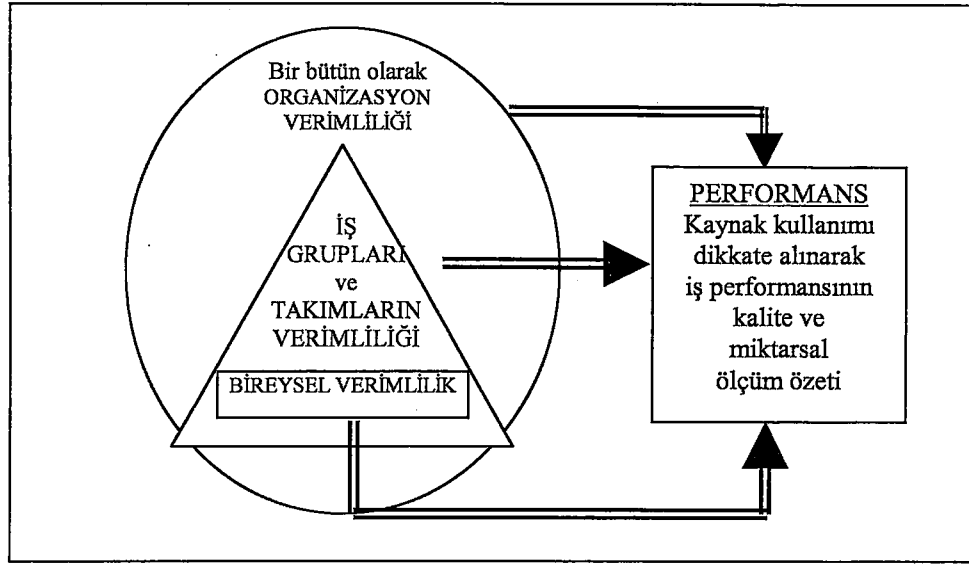 Bir bütün olarak
ORGANİZASYON
VERİMLİLİĞİ
İŞ
GRUPLARI
ve
TAKIMLARIN
VERİMLİLİĞİ
BİREYSEL VERİMLİLİK
PERFORMANS
Kaynak kullanımı
dikkate alınarak
iş performansının
kalite ve
miktarsal
ölçüm özeti